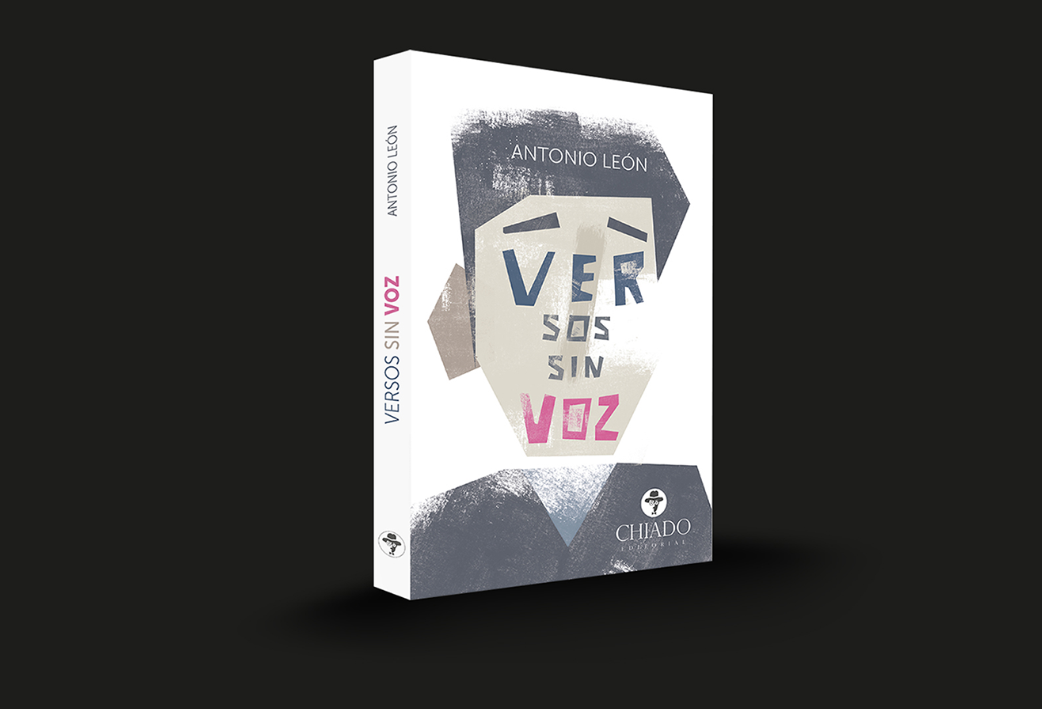 ANTONIO LEÓN
VERSOS SIN VOZ
ANTONIO LEÓN
VER
SOS
SIN
VOZ
CHIADO
EDITORIAL